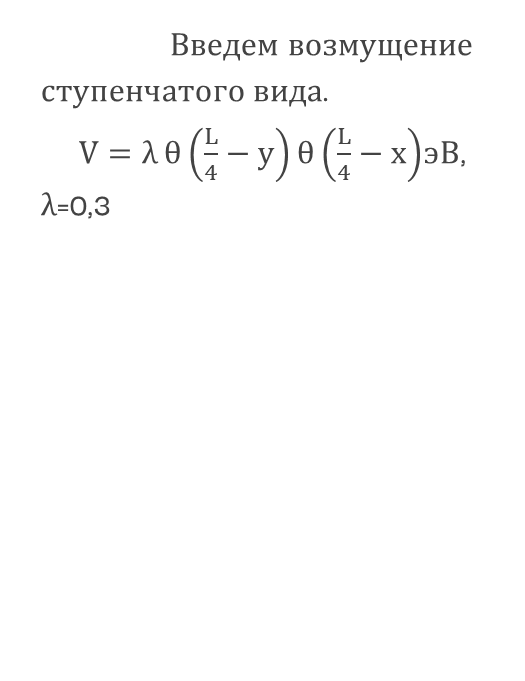 Введем возмущение
ступенчатого вида.
V = λ θ (L/4 − y) θ (L/4 − x)эВ,
λ=0,3